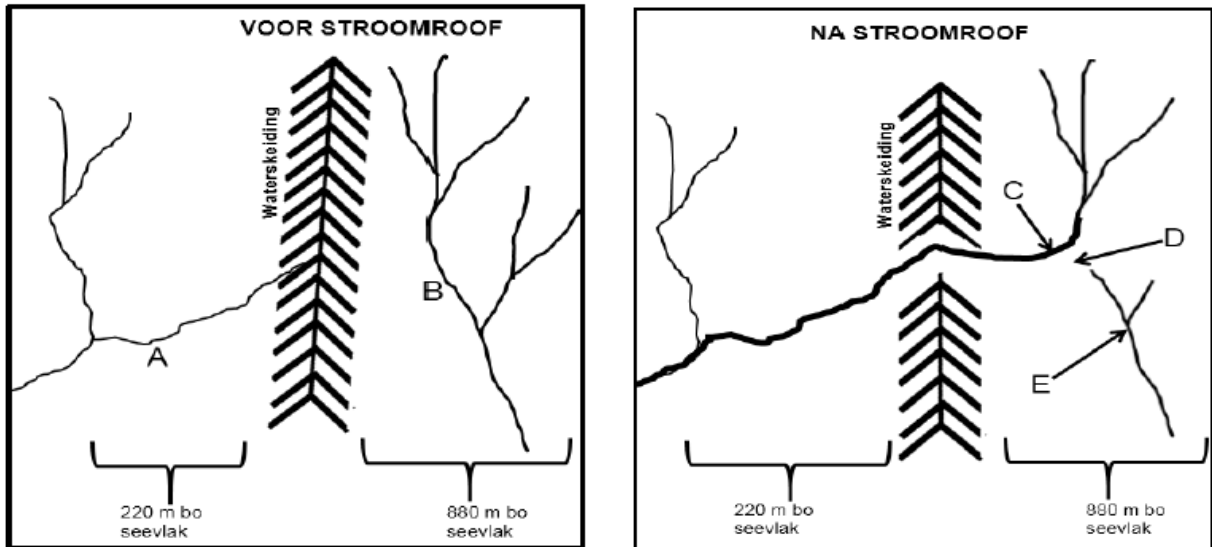 VOOR STROOMROOF
Waterskeiding
A
B
220 m bo
seevlak
880 m bo
seevlak
NA STROOMROOF
Waterskeiding
C
D
E
220 m bo
seevlak
880 m bo
seevlak